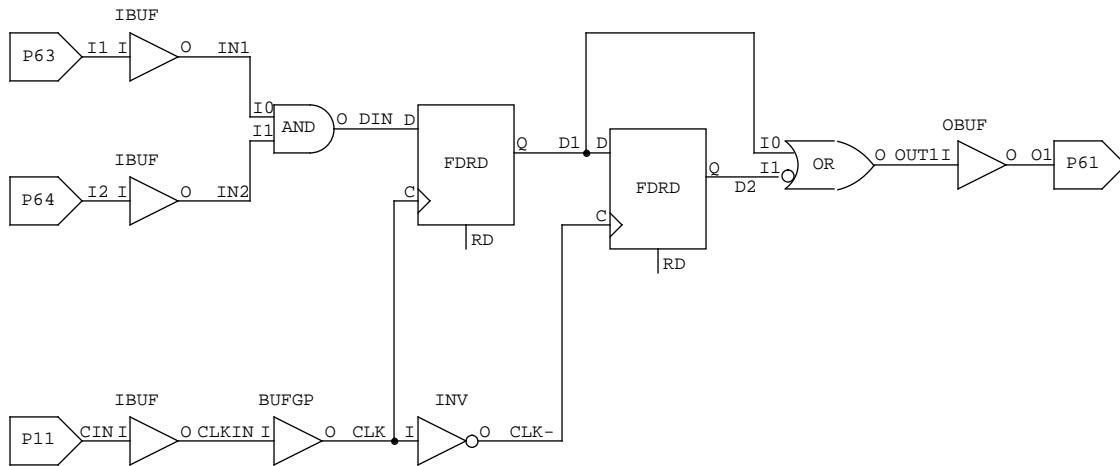 IBUF
P63 I1 I O IN1
I0
I1
AND
O DIN D
FDRD
Q
C
RD
D1 D
FDRD
Q
D2
C
RD
I0
I1
OR
O OUT1 I
OBUF
O O1 P61
IBUF
P64 I2 I O IN2
IBUF
P11 CIN I O CLKIN I
BUFGP
O CLK I
INV
O CLK-